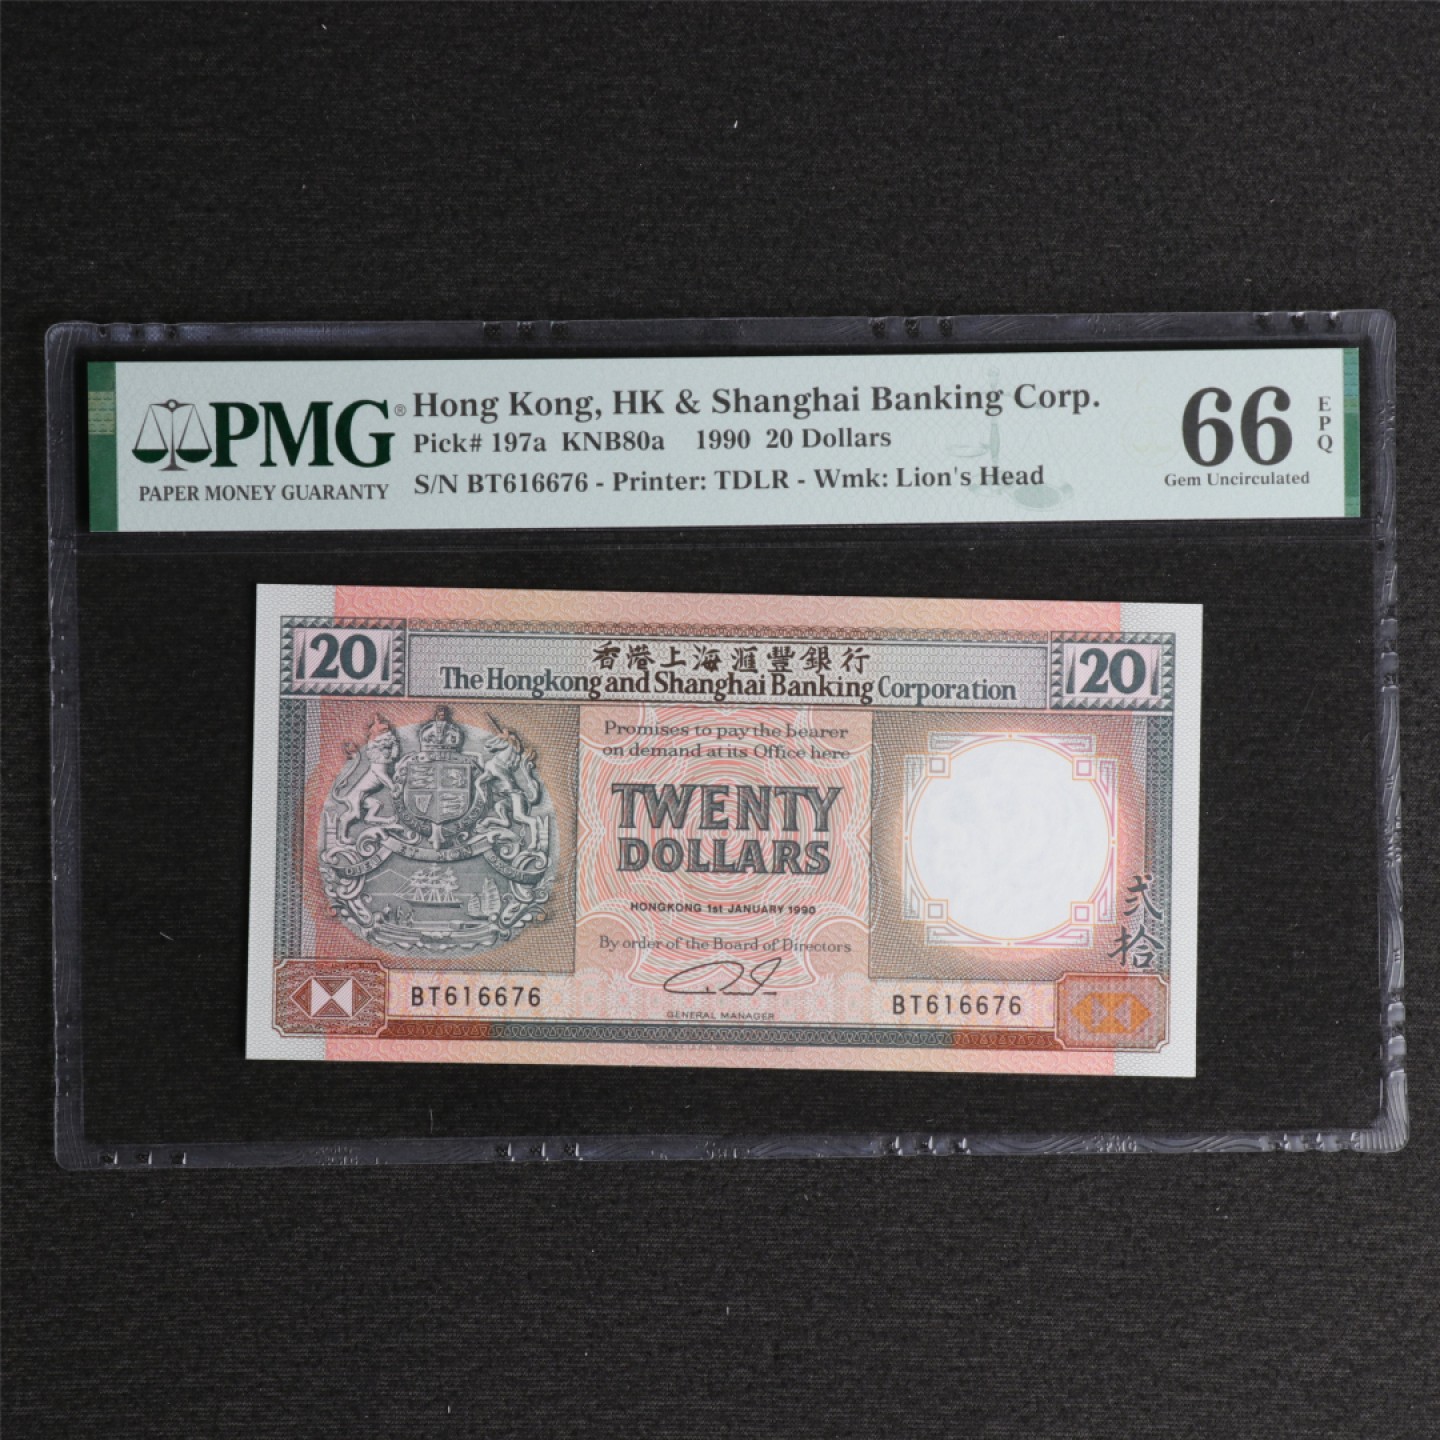 PMG®
PAPER MONEY GUARANTY
Hong Kong, HK & Shanghai Banking Corp.
Pick# 197a KNB80a 1990 20 Dollars
S/N BT616676 - Printer: TDLR - Wmk: Lion's Head
66
EPQ
Gem Uncirculated
20
香港上海滙豐銀行
20
The Hongkong and Shanghai Banking Corporation
Promises to pay the bearer
on demand at its Office here
TWENTY
DOLLARS
HONGKONG 1st JANUARY 1990
By order of the Board of Directors
GENERAL MANAGER
BT616676
BT616676
弍拾